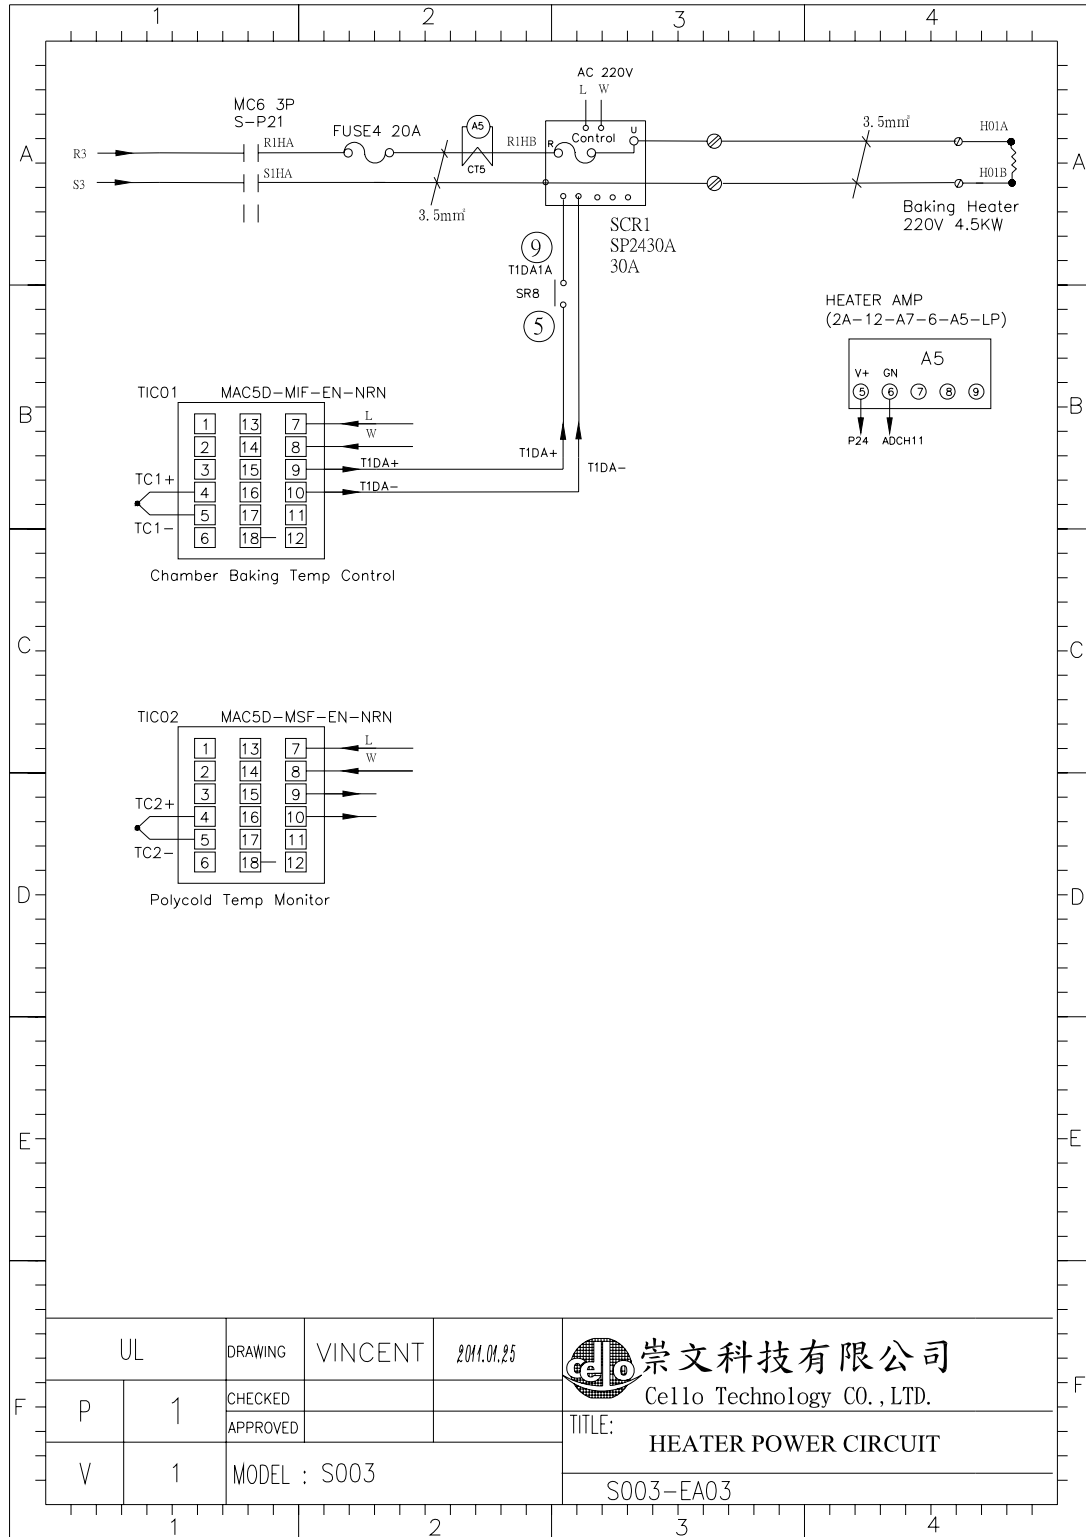 1 2 3 4
AC 220V
L W
MC6 3P
S-P21
FUSE4 20A
A5
CT5
R1HA
R1HB
R
Control
U
3.5mm²
H01A
A
R3
S3
S1HA
3.5mm²
H01B
A
Baking Heater
220V 4.5KW
SCR1
SP2430A
30A
9
T1DA1A
SR8
5
HEATER AMP
(2A-12-A7-6-A5-LP)
A5
V+ GN
5 6 7 8 9
P24 ADCH11
TIC01 MAC5D-MIF-EN-NRN
B
1 13 7 L
2 14 8 W
3 15 9 T1DA+
4 16 10 T1DA-
5 17 11
6 18 12
TC1+
TC1-
T1DA+
T1DA-
B
Chamber Baking Temp Control
C
C
TIC02 MAC5D-MSF-EN-NRN
1 13 7 L
2 14 8 W
3 15 9
4 16 10
5 17 11
6 18 12
TC2+
TC2-
Polycold Temp Monitor
D
D
E
E
UL
DRAWING VINCENT 2011.01.25
cello
崇文科技有限公司
Cello Technology CO.,LTD.
F
P 1
CHECKED
APPROVED
TITLE:
HEATER POWER CIRCUIT
F
V 1
MODEL : S003
S003-EA03
1 2 3 4